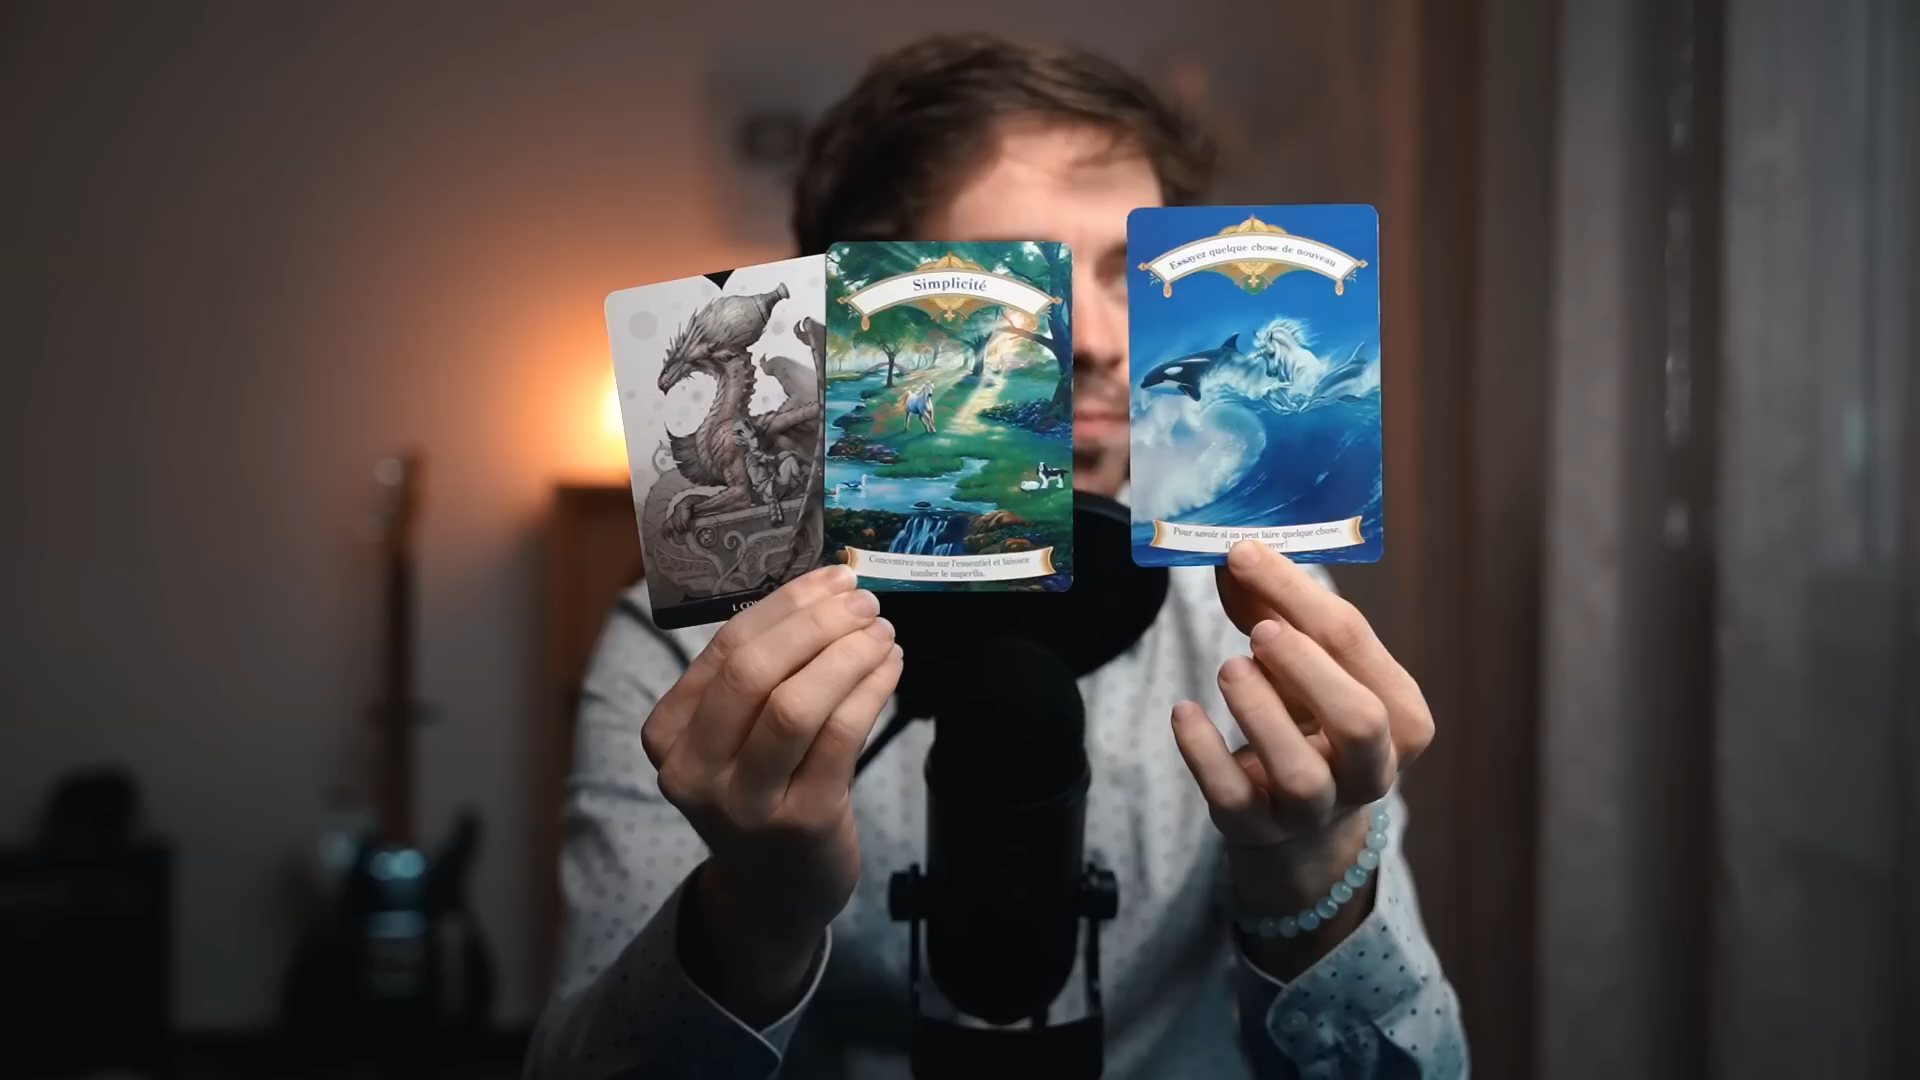 Simplicité
Concentrez-vous sur l'essentiel et laissez
tomber le superflu.
Essayez quelque chose de nouveau
Pour savoir si on peut faire quelque chose,